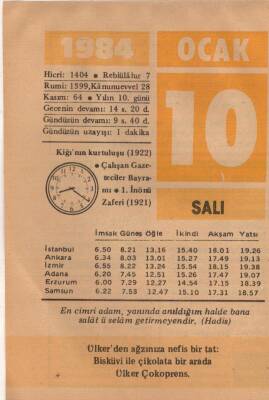 1984 OCAK
Hicri: 1404 • Rebiülâhır 7
Rumi: 1599, Kânunuevvel 28
Kasım: 64 • Yılın 10. günü
Gecenin devamı: 14 s. 20 d.
Gündüzün devamı: 9 s. 40 d.
Gündüzün uzayışı: 1 dakika
10
Kiğı'nın kurtuluşu (1922)
• Çalışan Gaze-
teciler Bayra-
mı • 1. İnönü
Zaferi (1921)
SALI
İmsak Güneş Öğle İkindi Akşam Yatsı
İstanbul 6.50 8.21 13.16 15.40 18.01 19.26
Ankara 6.34 8.03 13.01 15.27 17.49 19.13
İzmir 6.55 8.22 13.24 15.54 18.15 19.38
Adana 6.20 7.45 12.51 15.26 17.47 19.07
Erzurum 6.00 7.29 12.27 14.54 17.15 18.39
Samsun 6.22 7.53 12.47 15.10 17.31 18.57
En cimri adam, yanında anıldığım halde bana
salât ü selâm getirmeyendir. (Hadis)
Ülker'den ağzınıza nefis bir tat:
Bisküvi ile çikolata bir arada
Ülker Çokoprens.